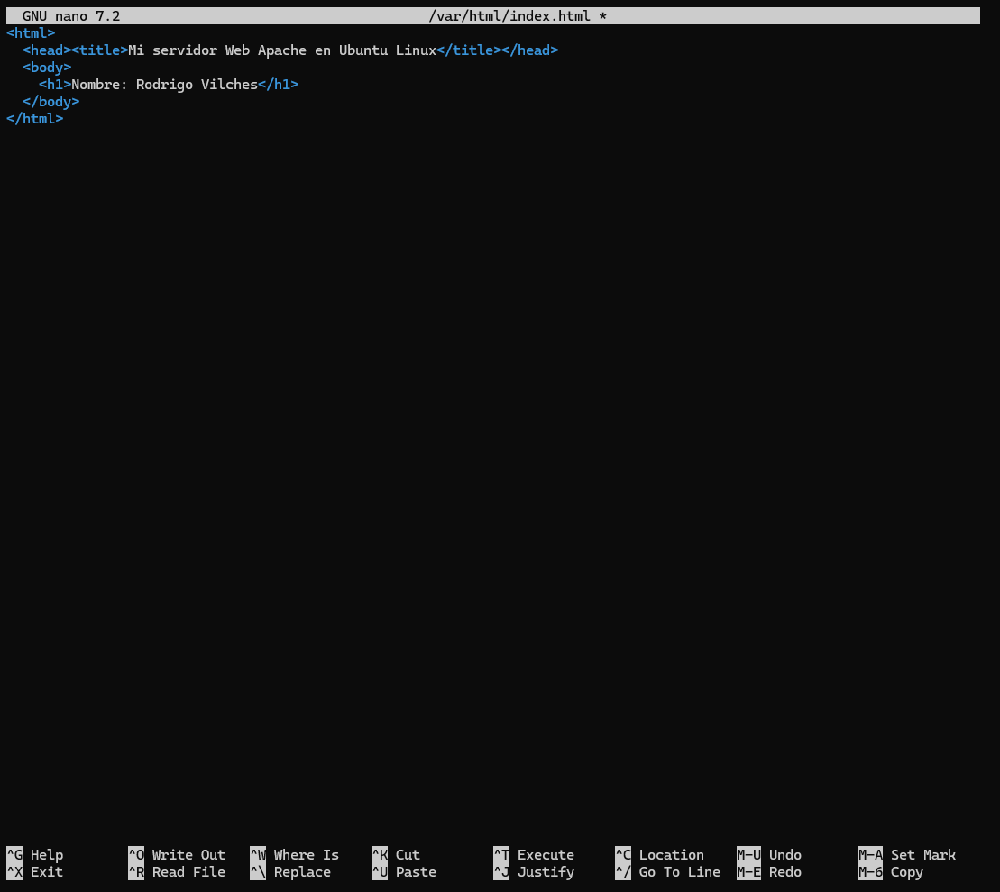 GNU nano 7.2 /var/html/index.html *
<html>
  <head><title>Mi servidor Web Apache en Ubuntu Linux</title></head>
  <body>
    <h1>Nombre: Rodrigo Vilches</h1>
  </body>
</html>
^G Help ^O Write Out ^W Where Is ^K Cut ^T Execute ^C Location M-U Undo M-A Set Mark
^X Exit ^R Read File ^\ Replace ^U Paste ^J Justify ^/ Go To Line M-E Redo M-6 Copy